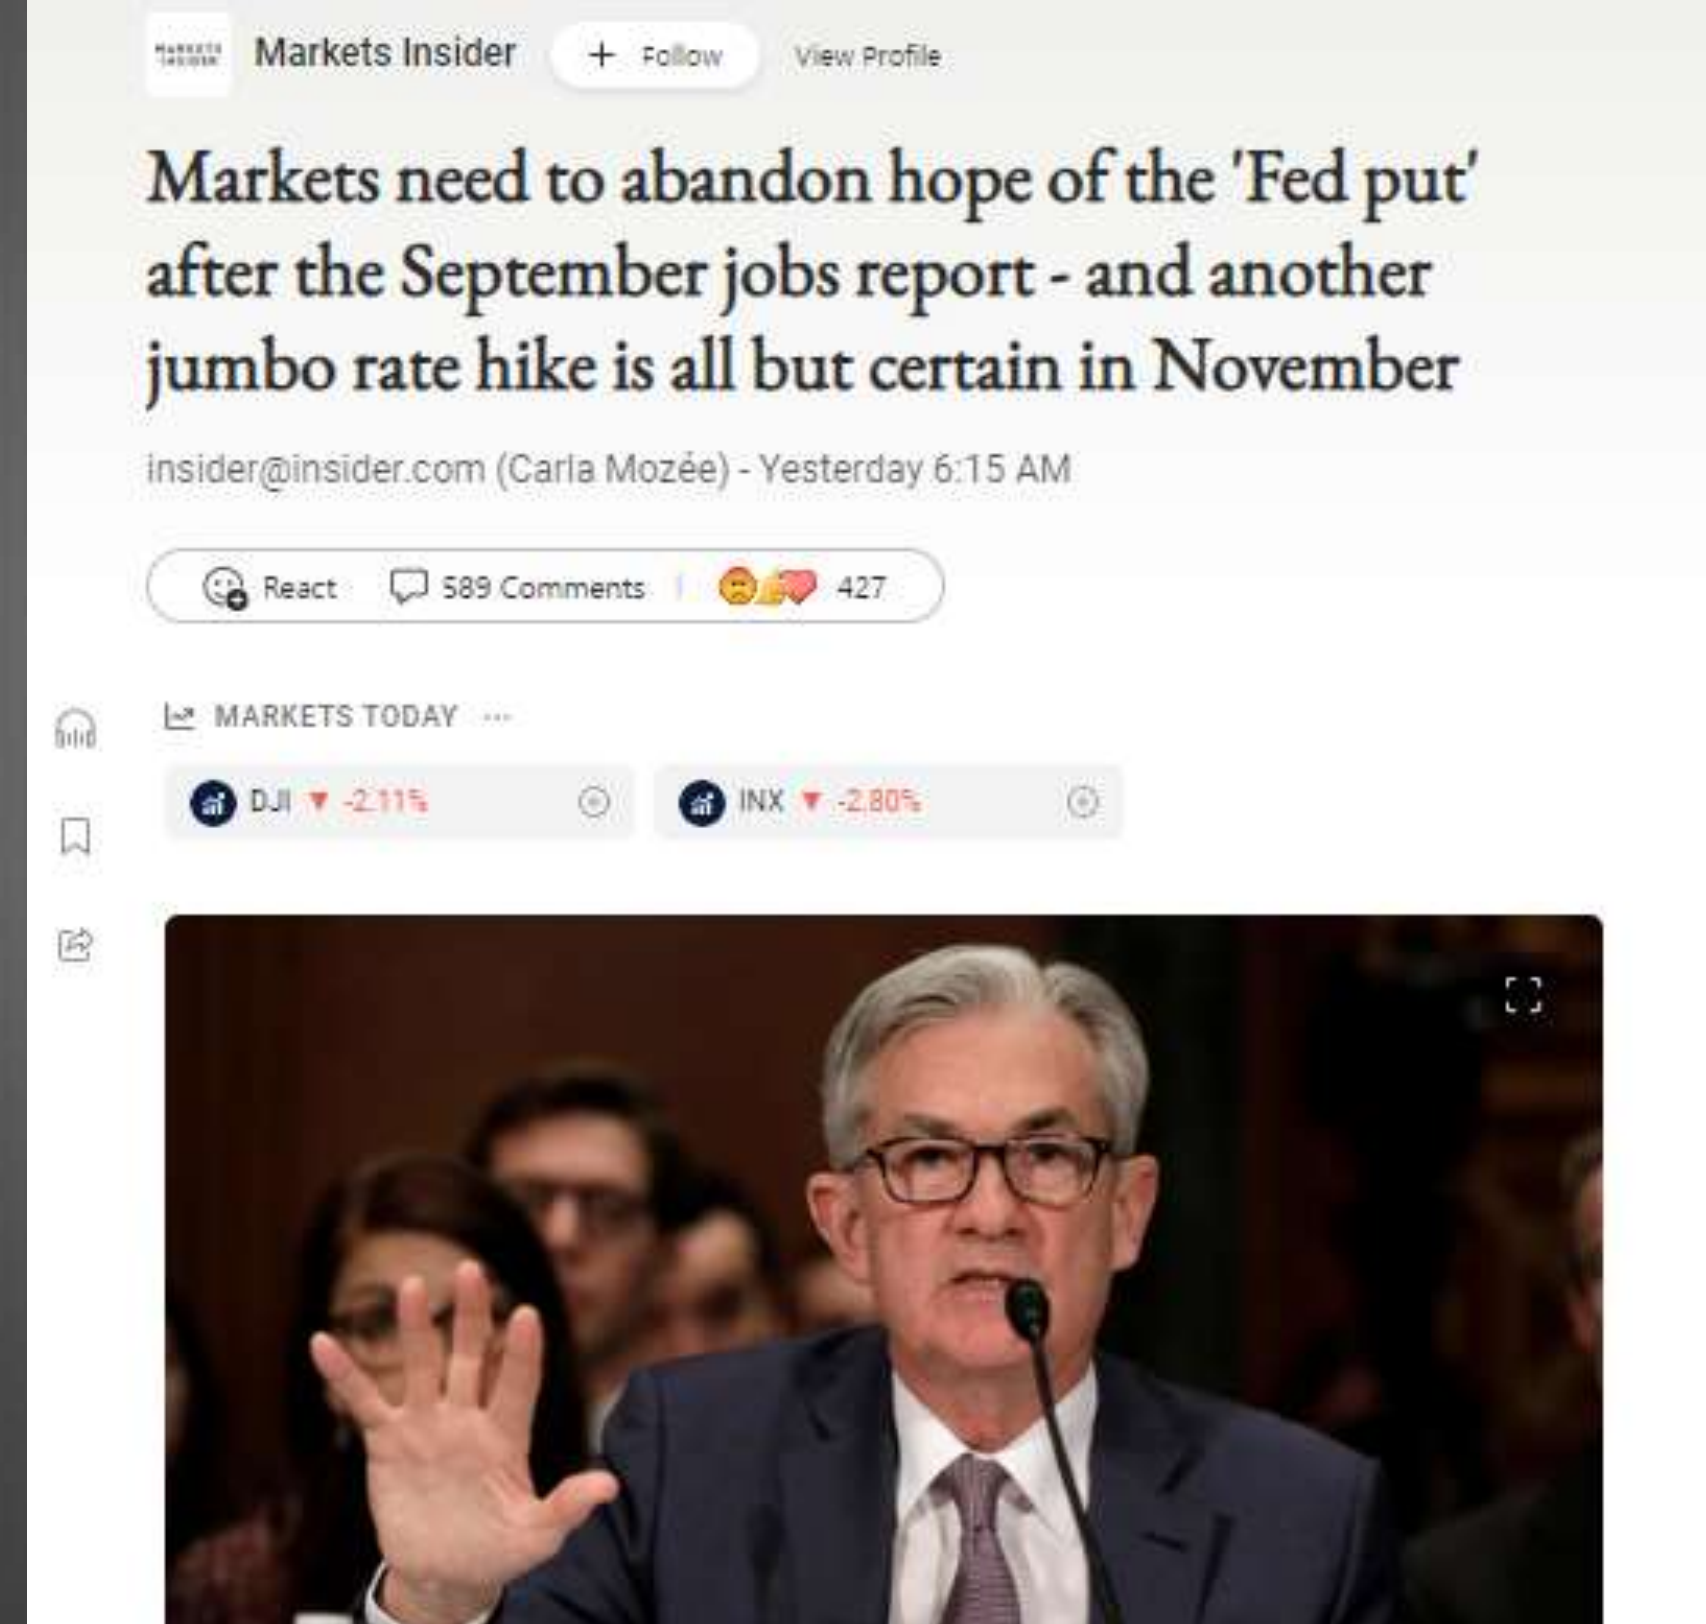 MARKETS
INSIDER
Markets Insider
+ Follow
View Profile
Markets need to abandon hope of the 'Fed put'
after the September jobs report - and another
jumbo rate hike is all but certain in November
insider@insider.com (Carla Mozée) - Yesterday 6:15 AM
React 589 Comments 427
MARKETS TODAY ...
DJI ▼ -2.11% INX ▼ -2.80%